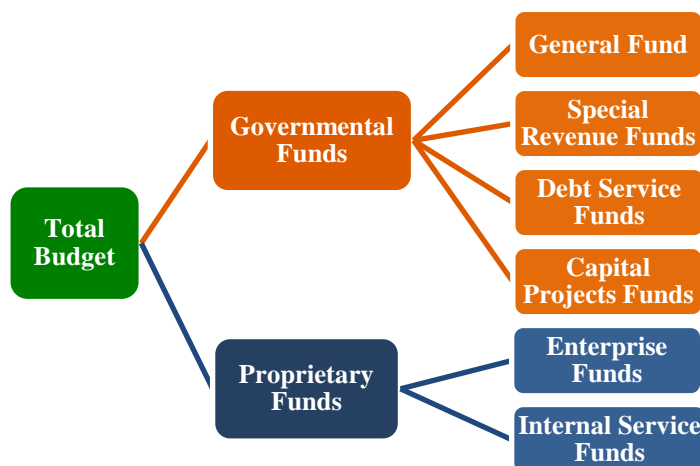 Total
Budget
Governmental
Funds
General Fund
Special
Revenue Funds
Debt Service
Funds
Capital
Projects Funds
Proprietary
Funds
Enterprise
Funds
Internal Service
Funds